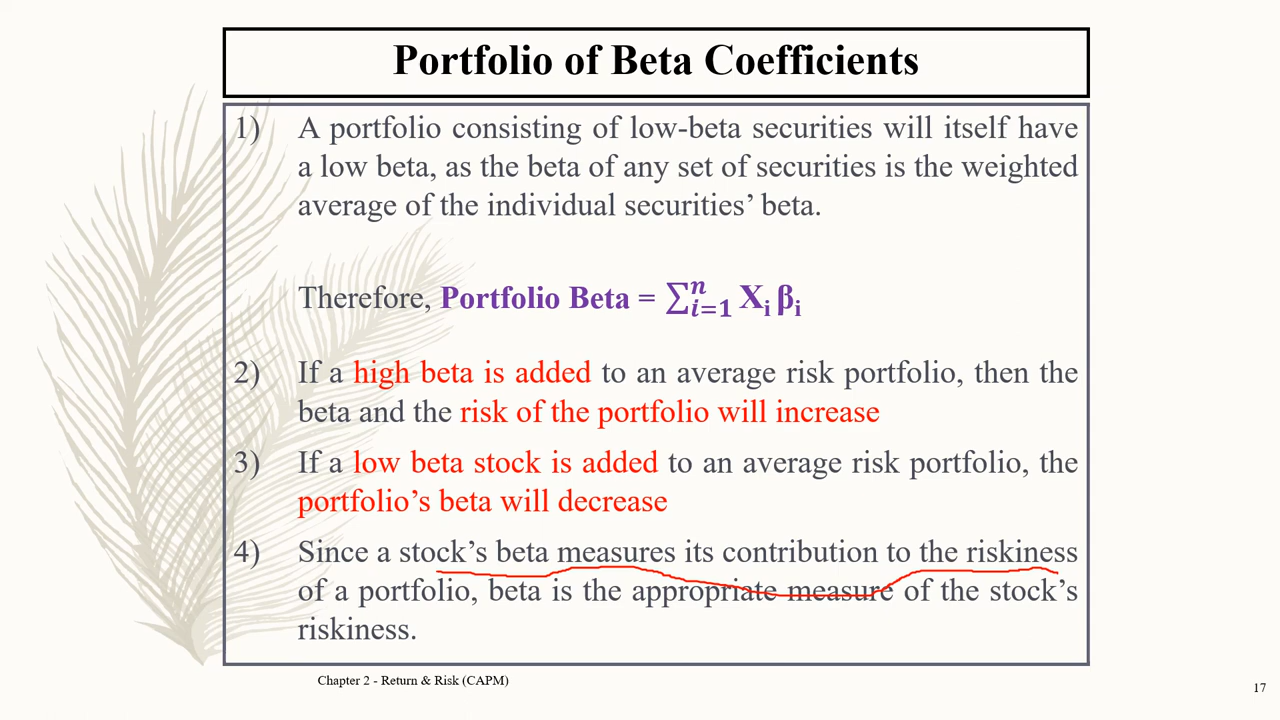 Portfolio of Beta Coefficients
1) A portfolio consisting of low-beta securities will itself have
a low beta, as the beta of any set of securities is the weighted
average of the individual securities’ beta.
Therefore, Portfolio Beta = ∑ⁿᵢ₌₁ Xᵢ βᵢ
2) If a high beta is added to an average risk portfolio, then the
beta and the risk of the portfolio will increase
3) If a low beta stock is added to an average risk portfolio, the
portfolio’s beta will decrease
4) Since a stock’s beta measures its contribution to the riskiness
of a portfolio, beta is the appropriate measure of the stock’s
riskiness.
Chapter 2 - Return & Risk (CAPM)
17